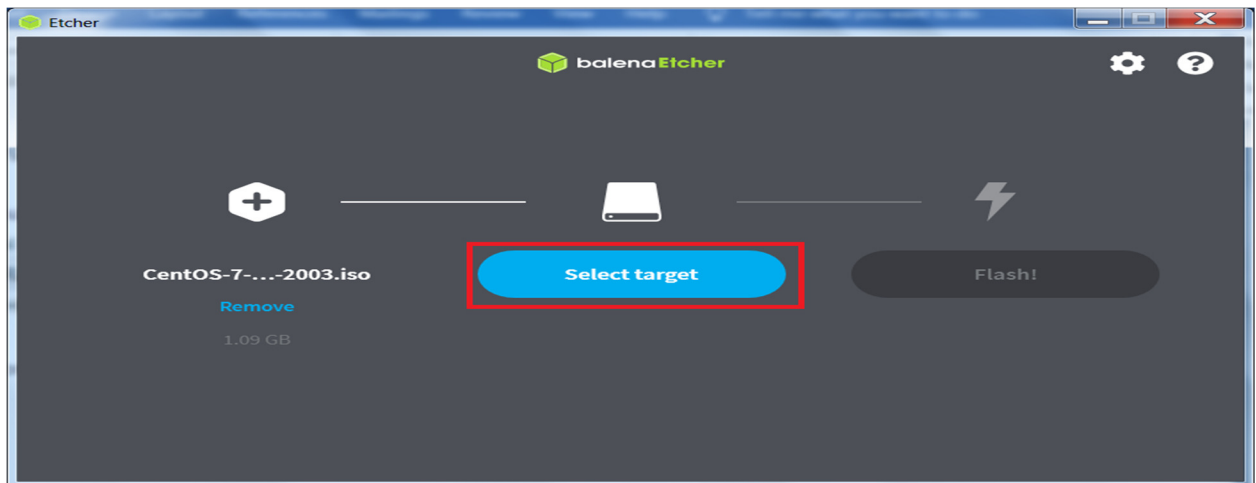 Etcher
balenaEtcher
CentOS-7-...-2003.iso
Select target
Flash!
Remove
1.09 GB